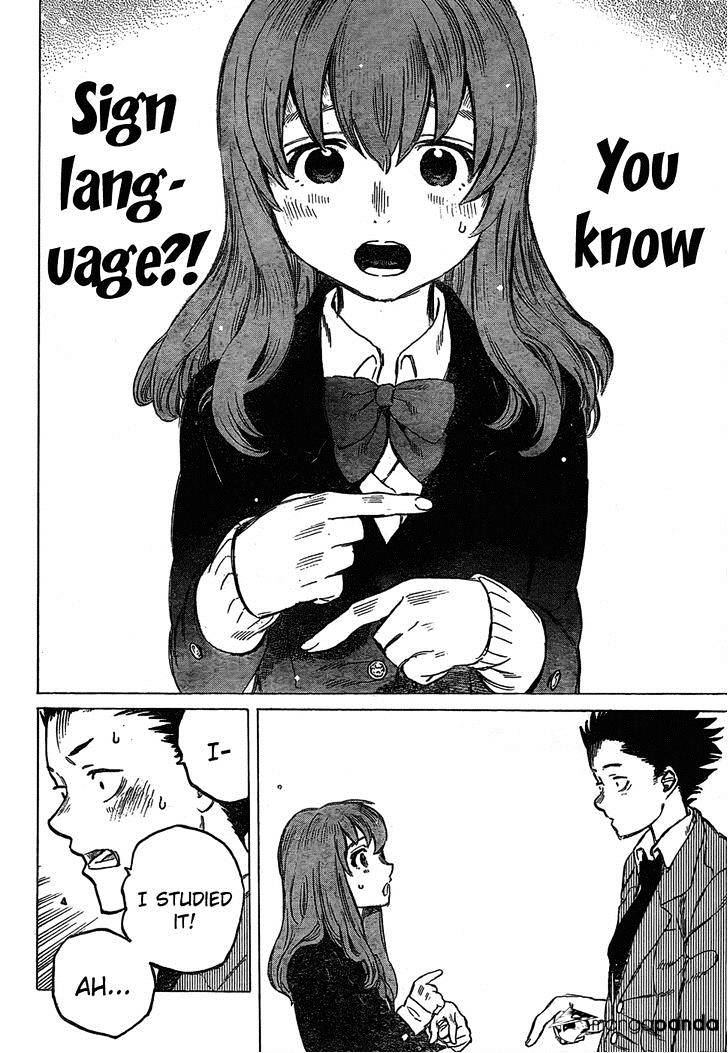 You
know
Sign
lang-
uage?!
I-
I STUDIED
IT!
AH...
mangapanda